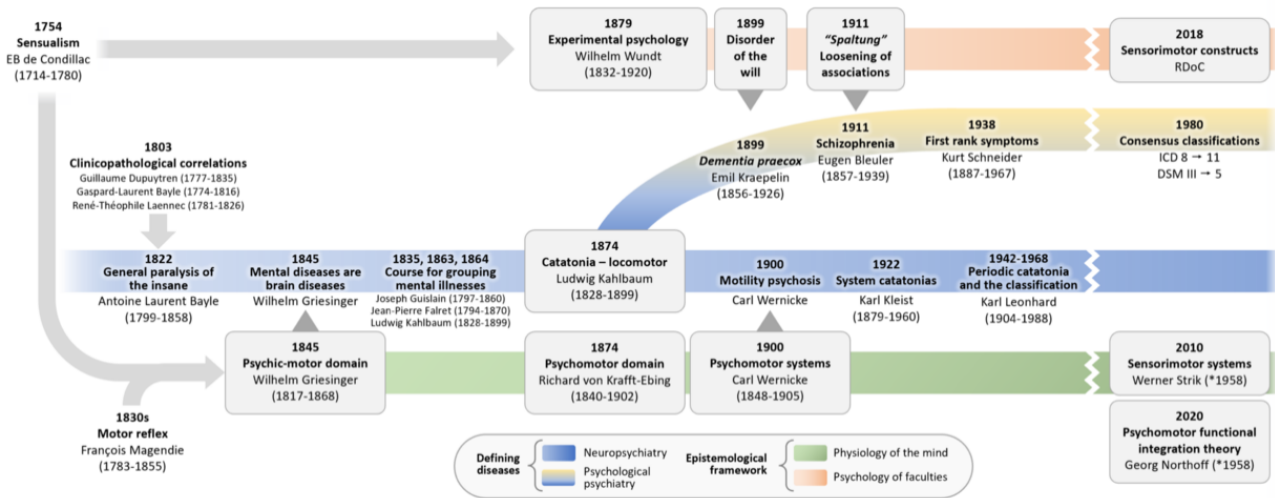 1754
Sensualism
EB de Condillac
(1714-1780)
1879
Experimental psychology
Wilhelm Wundt
(1832-1920)
1899
Disorder
of the
will
1911
“Spaltung”
Loosening of
associations
2018
Sensorimotor constructs
RDoC
1803
Clinicopathological correlations
Guillaume Dupuytren (1777-1835)
Gaspard-Laurent Bayle (1774-1816)
René-Théophile Laennec (1781-1826)
1899
Dementia praecox
Emil Kraepelin
(1856-1926)
1911
Schizophrenia
Eugen Bleuler
(1857-1939)
1938
First rank symptoms
Kurt Schneider
(1887-1967)
1980
Consensus classifications
ICD 8 → 11
DSM III → 5
1822
General paralysis of
the insane
Antoine Laurent Bayle
(1799-1858)
1845
Mental diseases are
brain diseases
Wilhelm Griesinger
1835, 1863, 1864
Course for grouping
mental illnesses
Joseph Guislain (1797-1860)
Jean-Pierre Falret (1794-1870)
Ludwig Kahlbaum (1828-1899)
1874
Catatonia – locomotor
Ludwig Kahlbaum
(1828-1899)
1900
Motility psychosis
Carl Wernicke
1922
System catatonias
Karl Kleist
(1879-1960)
1942-1968
Periodic catatonia
and the classification
Karl Leonhard
(1904-1988)
1845
Psychic-motor domain
Wilhelm Griesinger
(1817-1868)
1874
Psychomotor domain
Richard von Krafft-Ebing
(1840-1902)
1900
Psychomotor systems
Carl Wernicke
(1848-1905)
2010
Sensorimotor systems
Werner Strik (*1958)
1830s
Motor reflex
François Magendie
(1783-1855)
2020
Psychomotor functional
integration theory
Georg Northoff (*1958)
Defining
diseases
Neuropsychiatry
Psychological
psychiatry
Epistemological
framework
Physiology of the mind
Psychology of faculties